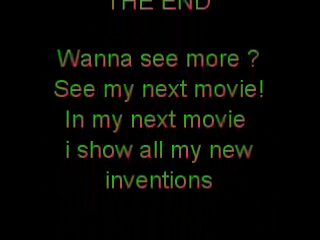 THE END
Wanna see more ?
See my next movie!
In my next movie
i show all my new
inventions